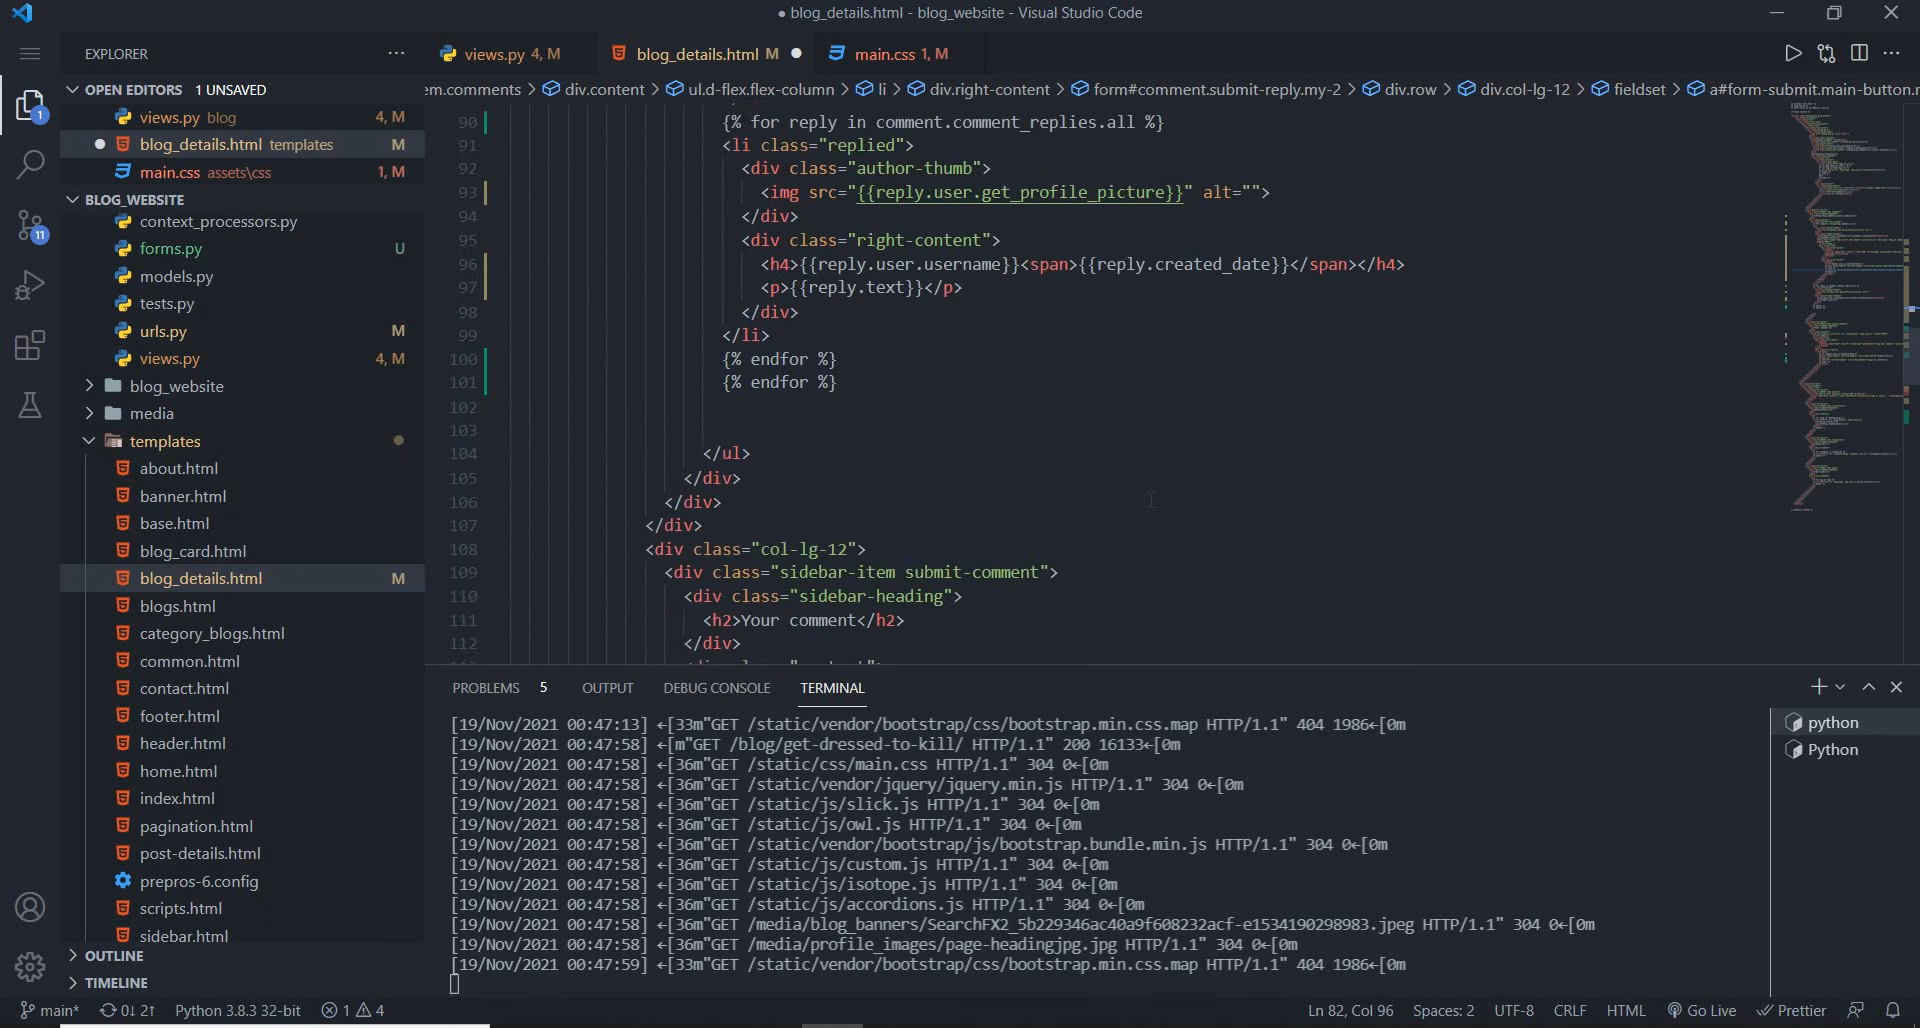 ● blog_details.html - blog_website - Visual Studio Code
EXPLORER
views.py 4, M
blog_details.html M
main.css 1, M
OPEN EDITORS 1 UNSAVED
em.comments > div.content > ul.d-flex.flex-column > li > div.right-content > form#comment.submit-reply.my-2 > div.row > div.col-lg-12 > fieldset > a#form-submit.main-button.r
views.py blog 4, M
blog_details.html templates M
main.css assets\css 1, M
BLOG_WEBSITE
context_processors.py
forms.py U
models.py
tests.py
urls.py M
views.py 4, M
blog_website
media
templates
about.html
banner.html
base.html
blog_card.html
blog_details.html M
blogs.html
category_blogs.html
common.html
contact.html
footer.html
header.html
home.html
index.html
pagination.html
post-details.html
prepros-6.config
scripts.html
sidebar.html
OUTLINE
TIMELINE
90 {% for reply in comment.comment_replies.all %}
91 <li class="replied">
92 <div class="author-thumb">
93 <img src="{{reply.user.get_profile_picture}}" alt="">
94 </div>
95 <div class="right-content">
96 <h4>{{reply.user.username}}<span>{{reply.created_date}}</span></h4>
97 <p>{{reply.text}}</p>
98 </div>
99 </li>
100 {% endfor %}
101 {% endfor %}
102
103
104 </ul>
105 </div>
106 </div>
107 </div>
108 <div class="col-lg-12">
109 <div class="sidebar-item submit-comment">
110 <div class="sidebar-heading">
111 <h2>Your comment</h2>
112 </div>
PROBLEMS 5 OUTPUT DEBUG CONSOLE TERMINAL
python
Python
[19/Nov/2021 00:47:13] ←[33m"GET /static/vendor/bootstrap/css/bootstrap.min.css.map HTTP/1.1" 404 1986←[0m
[19/Nov/2021 00:47:58] ←[m"GET /blog/get-dressed-to-kill/ HTTP/1.1" 200 16133←[0m
[19/Nov/2021 00:47:58] ←[36m"GET /static/css/main.css HTTP/1.1" 304 0←[0m
[19/Nov/2021 00:47:58] ←[36m"GET /static/vendor/jquery/jquery.min.js HTTP/1.1" 304 0←[0m
[19/Nov/2021 00:47:58] ←[36m"GET /static/js/slick.js HTTP/1.1" 304 0←[0m
[19/Nov/2021 00:47:58] ←[36m"GET /static/js/owl.js HTTP/1.1" 304 0←[0m
[19/Nov/2021 00:47:58] ←[36m"GET /static/vendor/bootstrap/js/bootstrap.bundle.min.js HTTP/1.1" 304 0←[0m
[19/Nov/2021 00:47:58] ←[36m"GET /static/js/custom.js HTTP/1.1" 304 0←[0m
[19/Nov/2021 00:47:58] ←[36m"GET /static/js/isotope.js HTTP/1.1" 304 0←[0m
[19/Nov/2021 00:47:58] ←[36m"GET /static/js/accordions.js HTTP/1.1" 304 0←[0m
[19/Nov/2021 00:47:58] ←[36m"GET /media/blog_banners/SearchFX2_5b229346ac40a9f608232acf-e1534190298983.jpeg HTTP/1.1" 304 0←[0m
[19/Nov/2021 00:47:58] ←[36m"GET /media/profile_images/page-headingjpg.jpg HTTP/1.1" 304 0←[0m
[19/Nov/2021 00:47:59] ←[33m"GET /static/vendor/bootstrap/css/bootstrap.min.css.map HTTP/1.1" 404 1986←[0m
main* 0↓ 2↑ Python 3.8.3 32-bit 1 4 Ln 82, Col 96 Spaces: 2 UTF-8 CRLF HTML Go Live Prettier
1
11